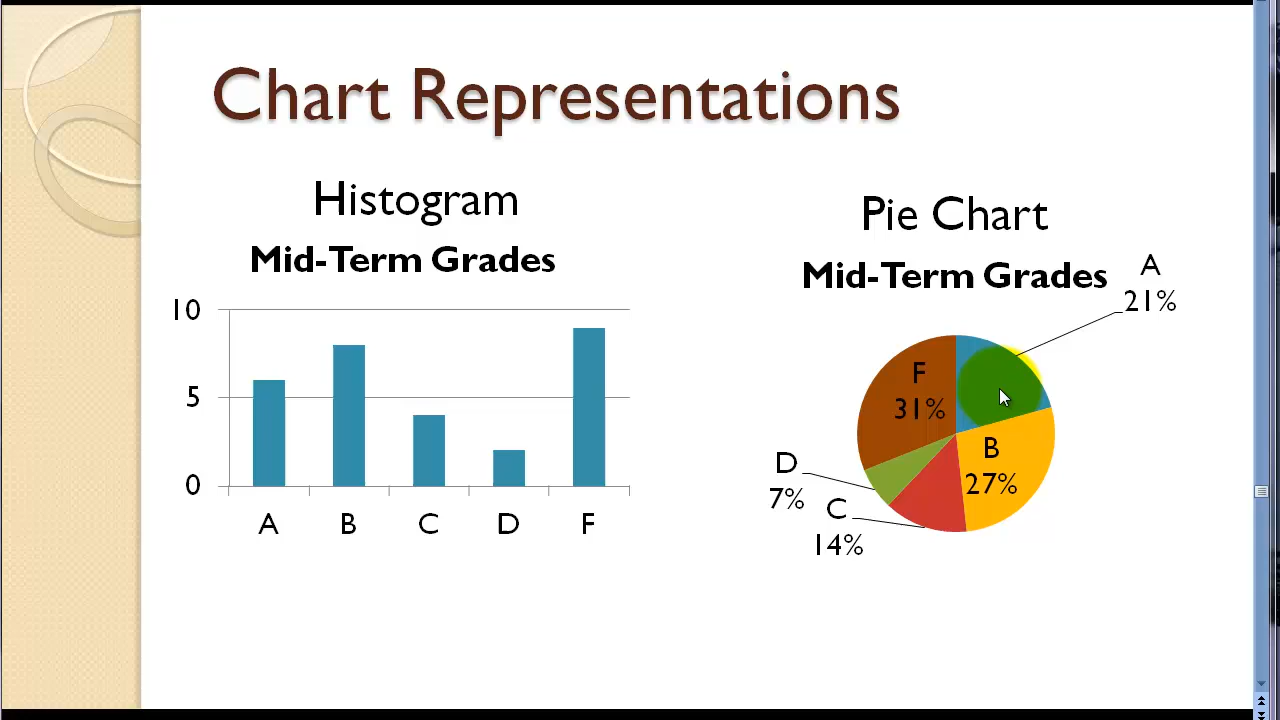 Chart Representations
Histogram
Mid-Term Grades
10
5
0
A B C D F
Pie Chart
Mid-Term Grades
A
21%
F
31%
B
27%
D
7%
C
14%